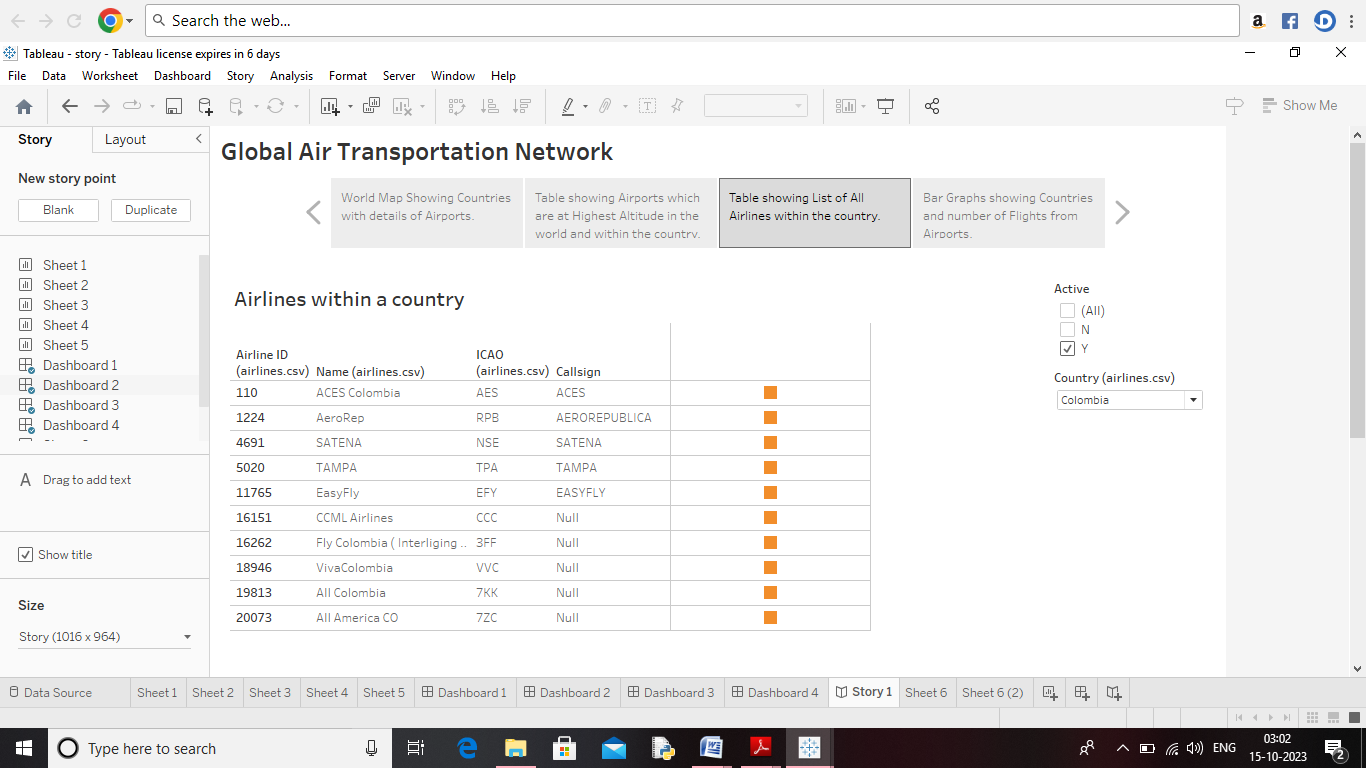 Search the web...
Tableau - story - Tableau license expires in 6 days
File Data Worksheet Dashboard Story Analysis Format Server Window Help
Show Me
Story Layout
New story point
Blank Duplicate
Sheet 1
Sheet 2
Sheet 3
Sheet 4
Sheet 5
Dashboard 1
Dashboard 2
Dashboard 3
Dashboard 4
A Drag to add text
Show title
Size
Story (1016 x 964)
Global Air Transportation Network
World Map Showing Countries
with details of Airports.
Table showing Airports which
are at Highest Altitude in the
world and within the country.
Table showing List of All
Airlines within the country.
Bar Graphs showing Countries
and number of Flights from
Airports.
Airlines within a country
Airline ID
(airlines.csv) Name (airlines.csv) ICAO
(airlines.csv) Callsign
110 ACES Colombia AES ACES
1224 AeroRep RPB AEROREPUBLICA
4691 SATENA NSE SATENA
5020 TAMPA TPA TAMPA
11765 EasyFly EFY EASYFLY
16151 CCML Airlines CCC Null
16262 Fly Colombia ( Interliging .. 3FF Null
18946 VivaColombia VVC Null
19813 All Colombia 7KK Null
20073 All America CO 7ZC Null
Active
(All)
N
Y
Country (airlines.csv)
Colombia
Data Source Sheet 1 Sheet 2 Sheet 3 Sheet 4 Sheet 5 Dashboard 1 Dashboard 2 Dashboard 3 Dashboard 4 Story 1 Sheet 6 Sheet 6 (2)
Type here to search
ENG
03:02
15-10-2023
2